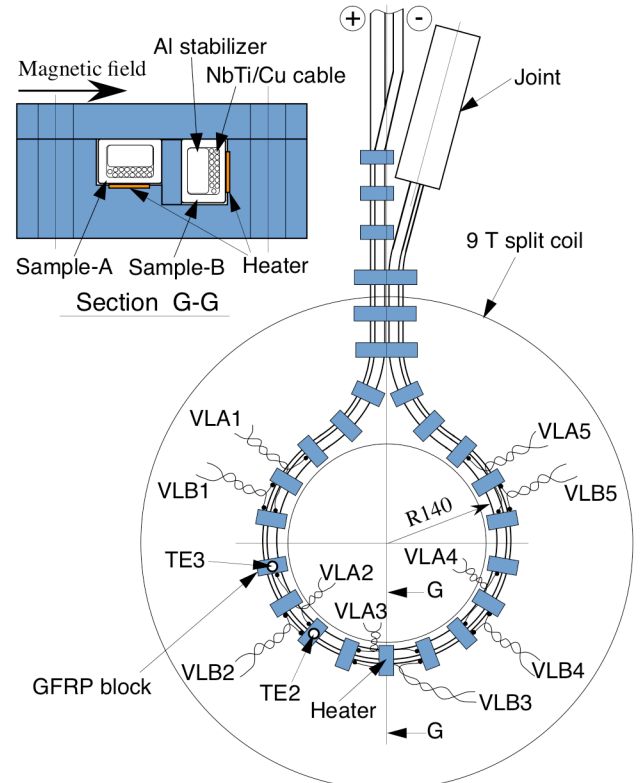 + -
Al stabilizer
NbTi/Cu cable
Magnetic field
Joint
Sample-A Sample-B Heater
Section G-G
9 T split coil
VLA1
VLA5
VLB1
VLB5
R140
TE3
VLA2
VLA4
G
VLA3
GFRP block
VLB2
TE2
Heater
VLB3
VLB4
G